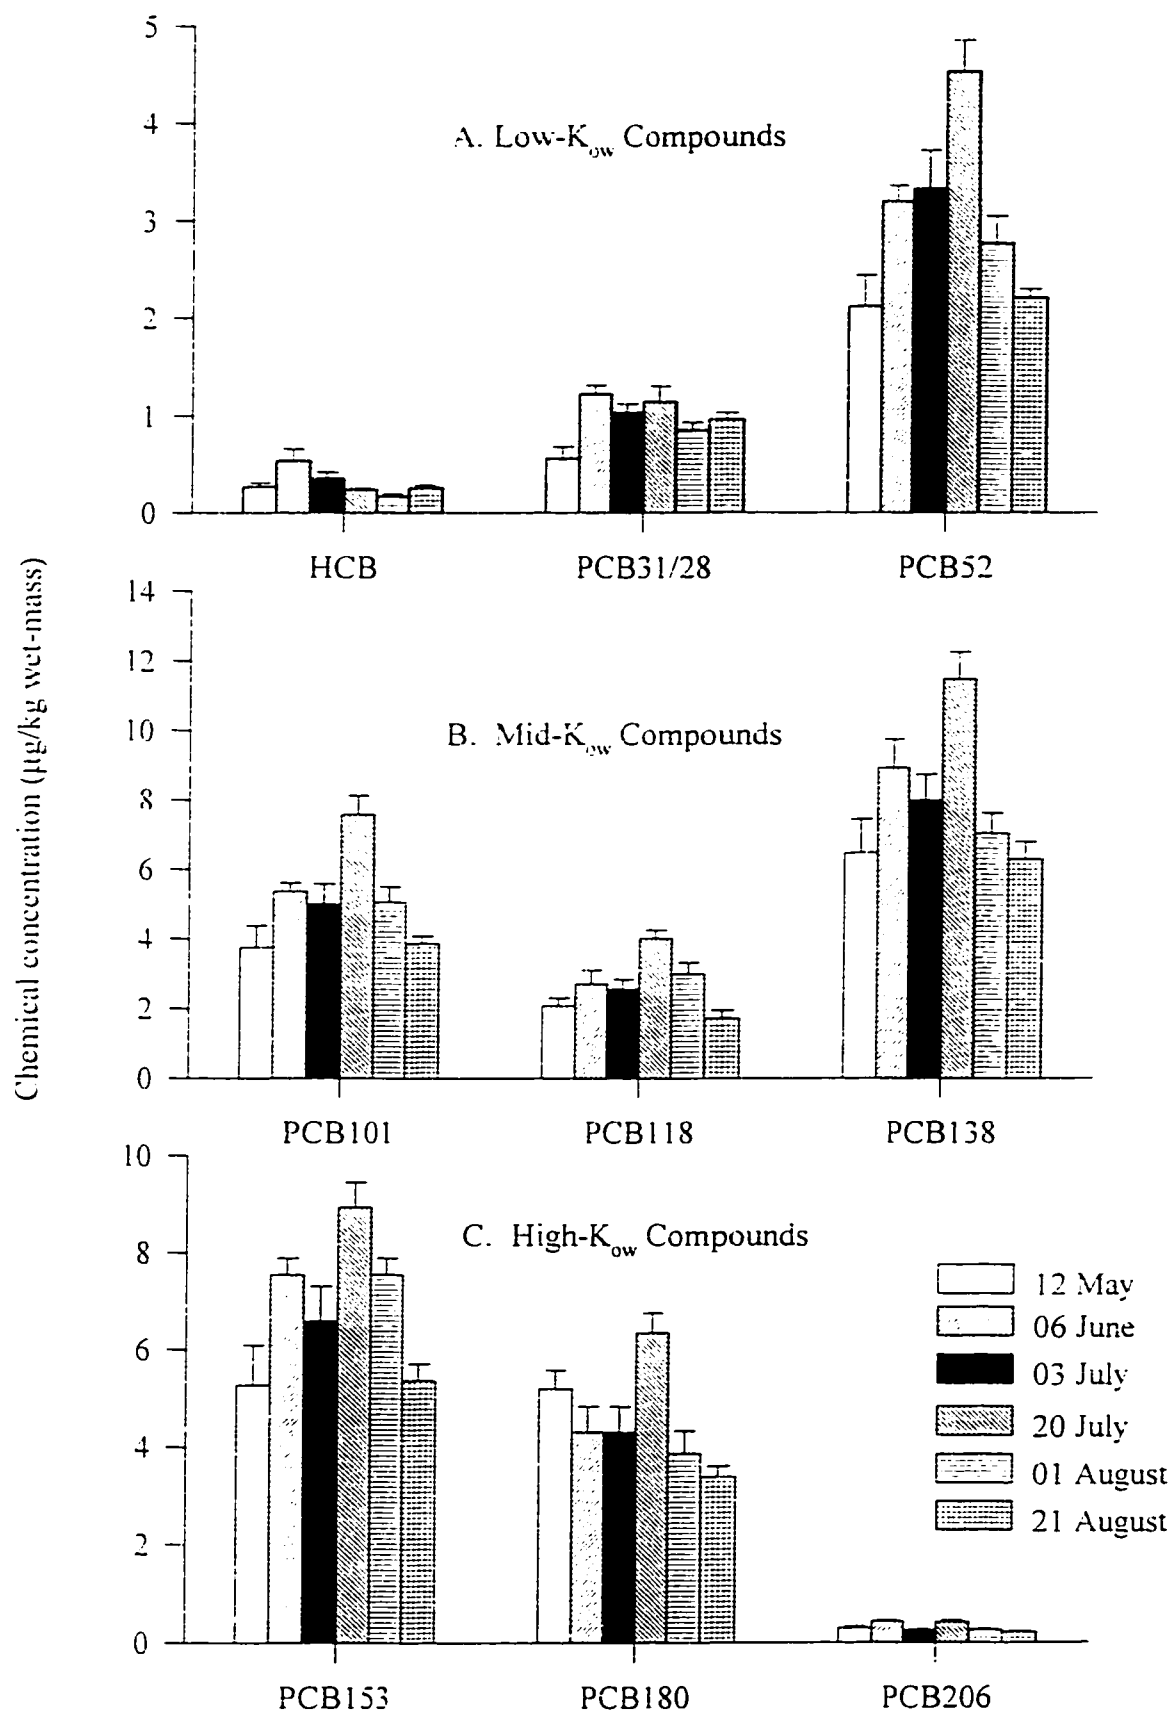 5
4
A. Low-Kow Compounds
3
2
1
0
HCB PCB31/28 PCB52
Chemical concentration (µg/kg wet-mass)
14
12
10
B. Mid-Kow Compounds
8
6
4
2
0
PCB101 PCB118 PCB138
10
C. High-Kow Compounds
8
6
4
2
0
12 May
06 June
03 July
20 July
01 August
21 August
PCB153 PCB180 PCB206